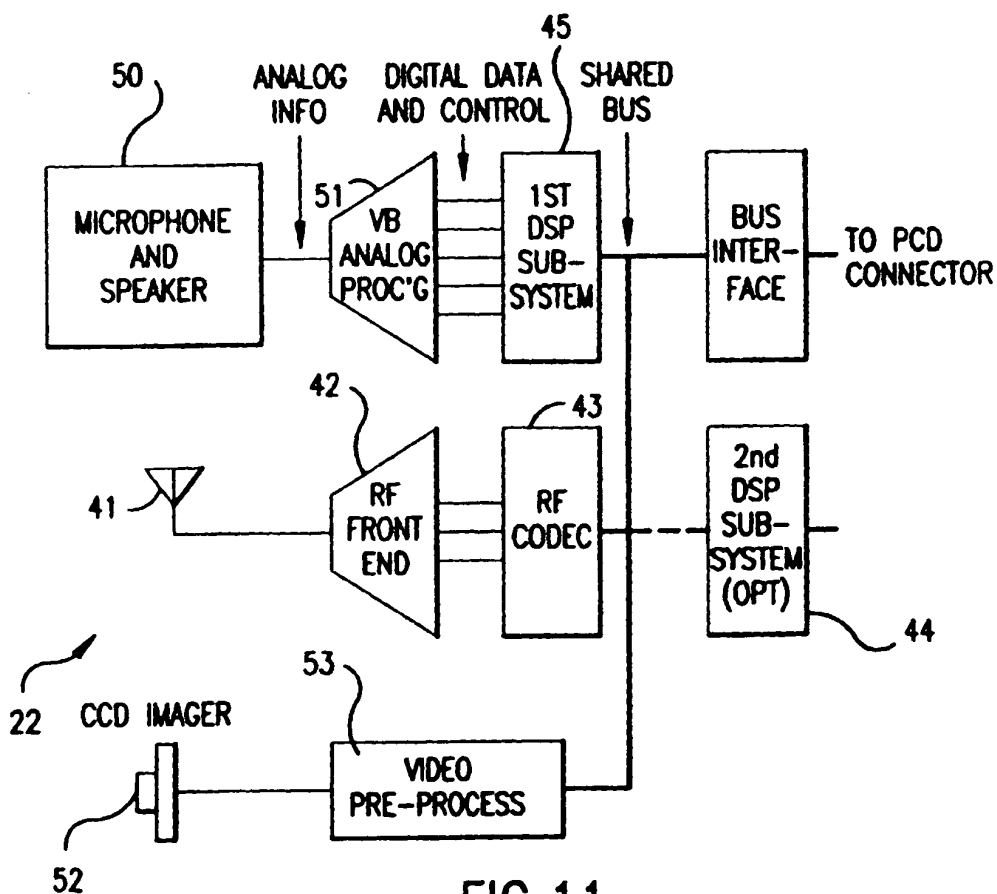 45
50
ANALOG
INFO
DIGITAL DATA
AND CONTROL
SHARED
BUS
MICROPHONE
AND
SPEAKER
51
VB
ANALOG
PROC'G
1ST
DSP
SUB-
SYSTEM
BUS
INTER-
FACE
TO PCD
CONNECTOR
42
43
41
RF
FRONT
END
RF
CODEC
2nd
DSP
SUB-
SYSTEM
(OPT)
44
53
22
CCD IMAGER
VIDEO
PRE-PROCESS
52
FIG. 11